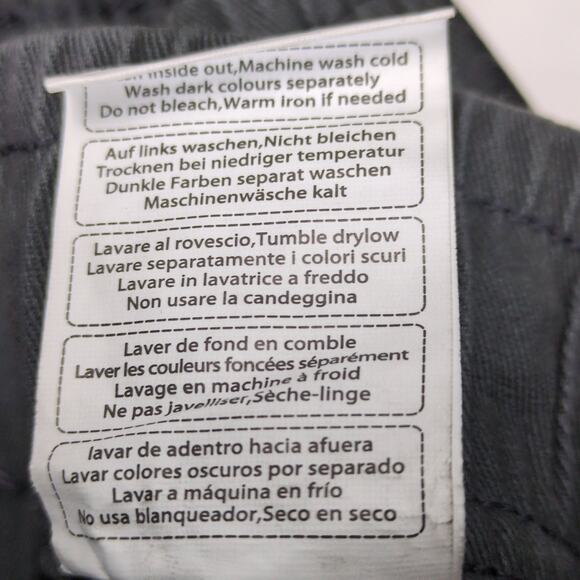 inside out,Machine wash cold
Wash dark colours separately
Do not bleach,Warm iron if needed
Auf links waschen,Nicht bleichen
Trocknen bei niedriger temperatur
Dunkle Farben separat waschen
Maschinenwäsche kalt
Lavare al rovescio,Tumble drylow
Lavare separatamente i colori scuri
Lavare in lavatrice a freddo
Non usare la candeggina
Laver de fond en comble
Laver les couleurs foncées séparément
Lavage en machine à froid
Ne pas javelliser,Sèche-linge
lavar de adentro hacia afuera
Lavar colores oscuros por separado
Lavar a máquina en frío
No usa blanqueador,Seco en seco